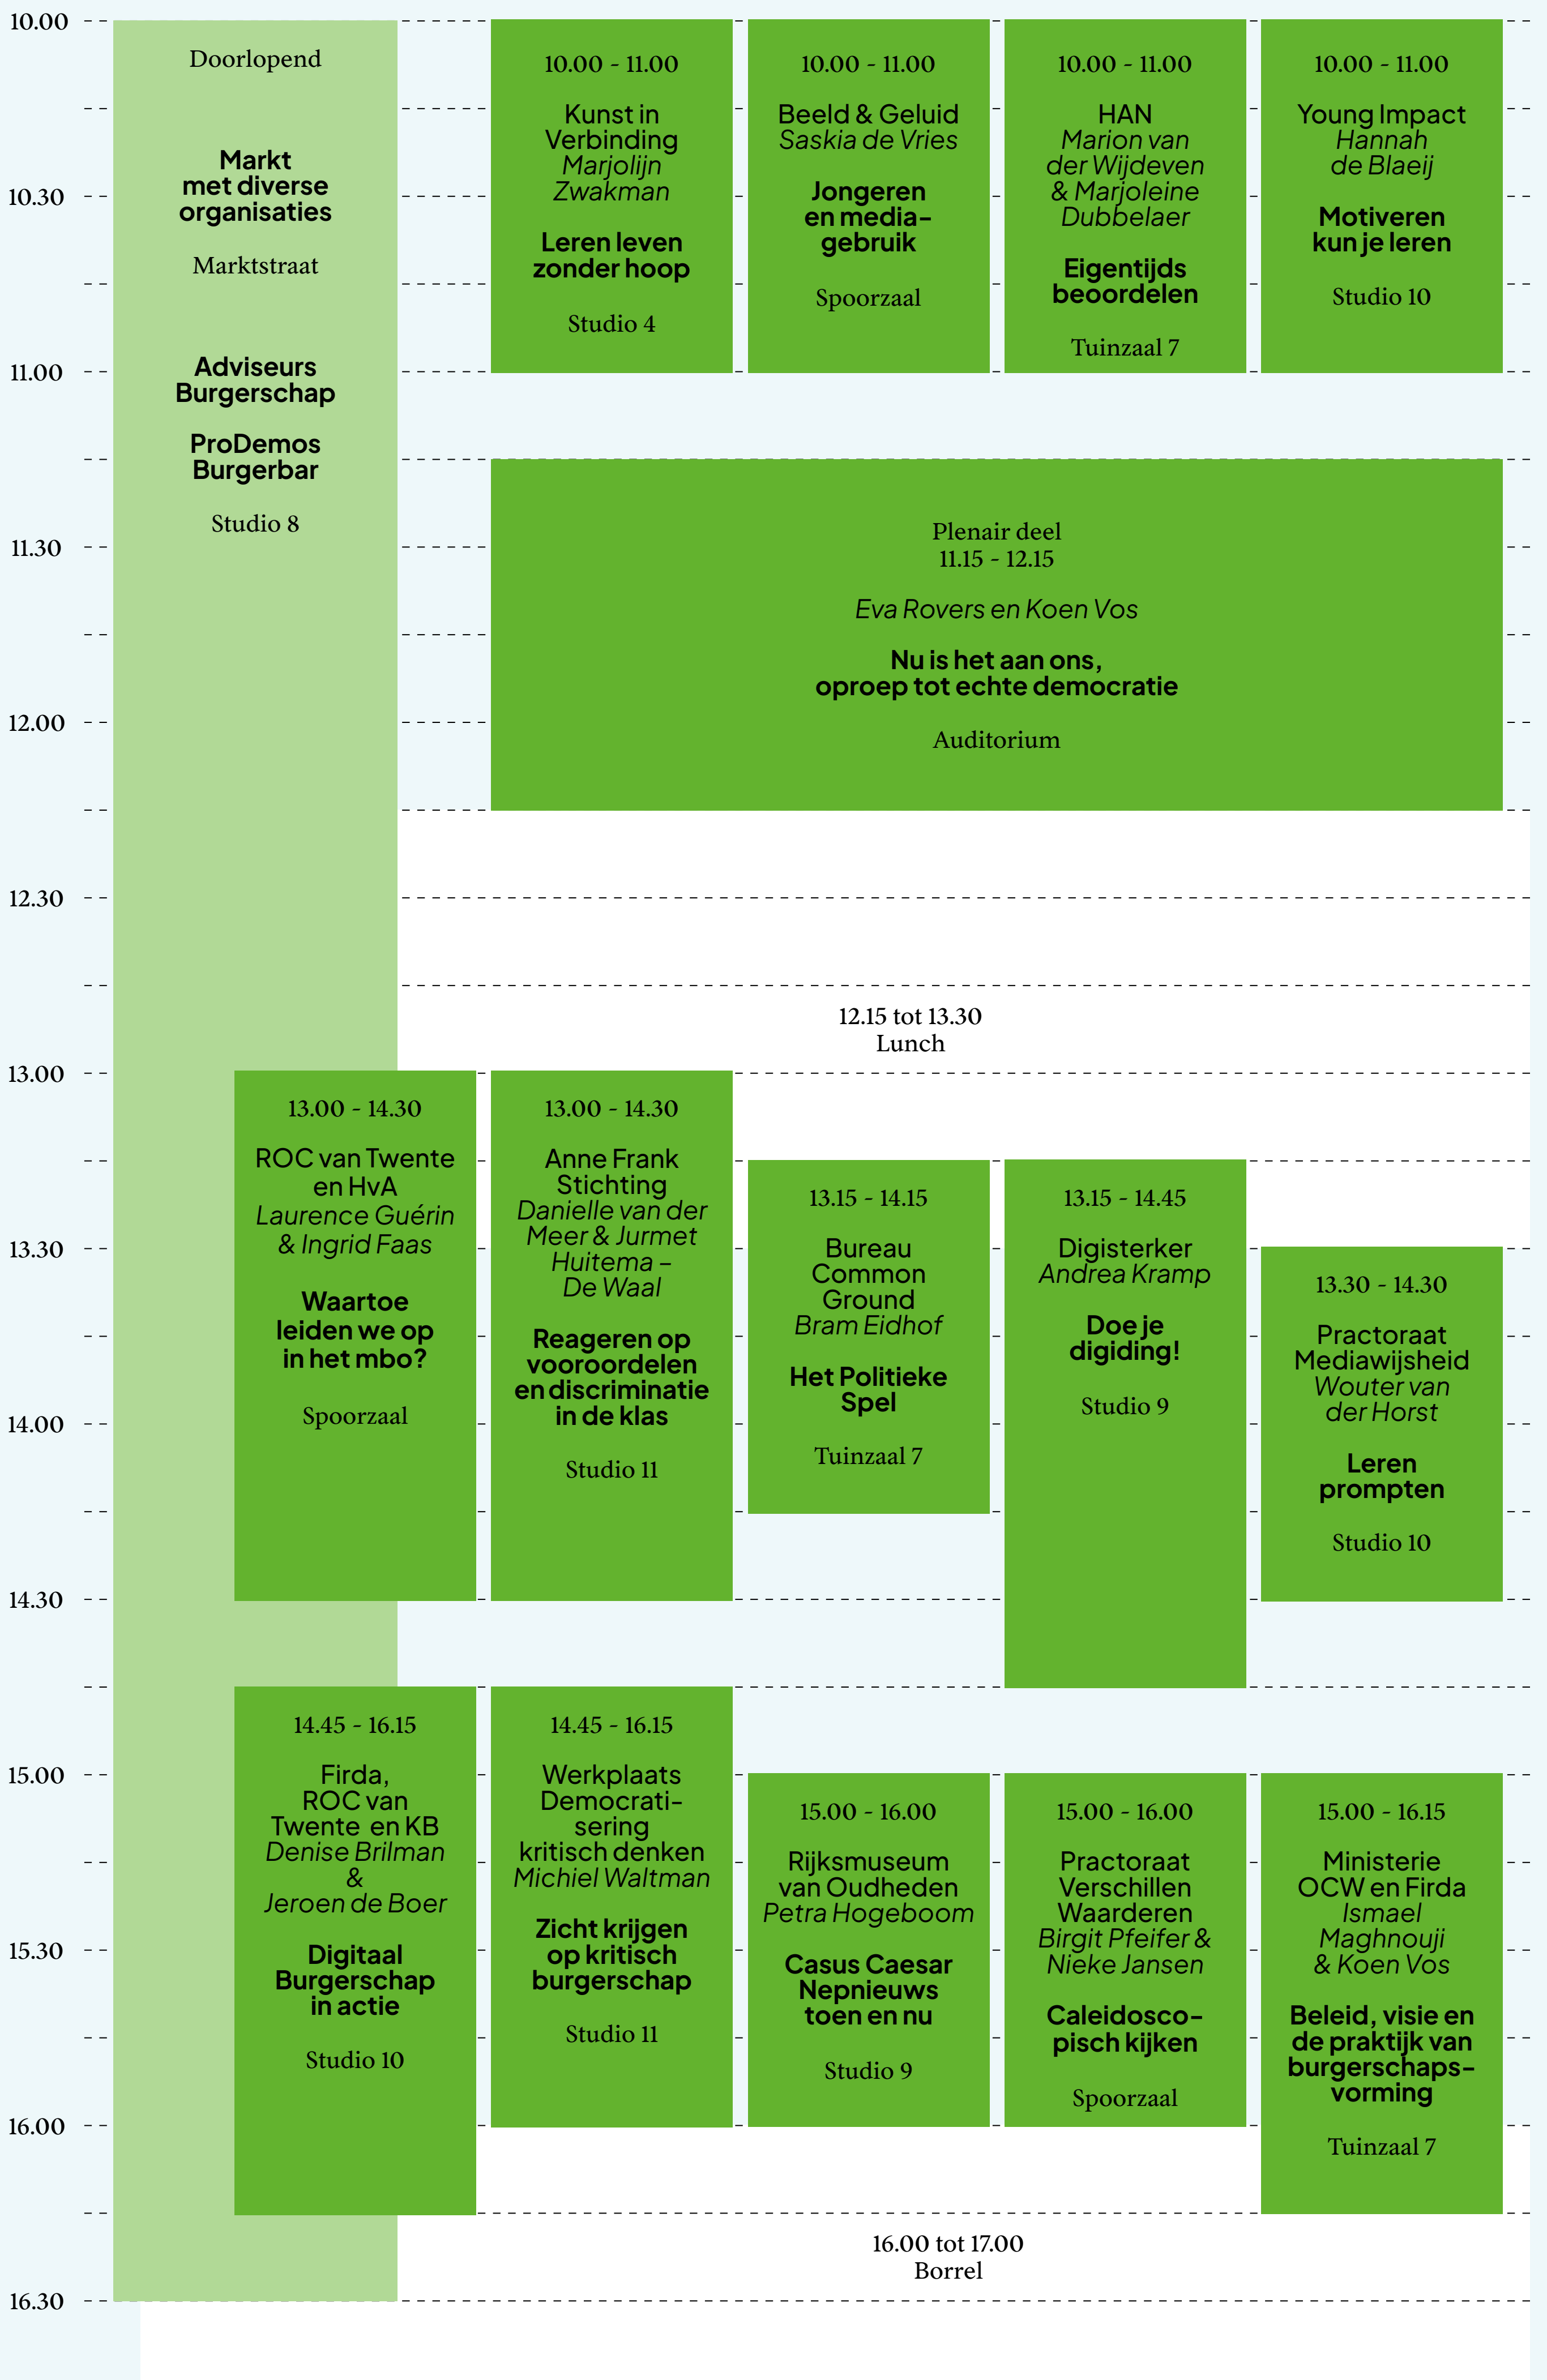 10.00
10.30
11.00
11.30
12.00
12.30
13.00
13.30
14.00
14.30
15.00
15.30
16.00
16.30
Doorlopend
Markt
met diverse
organisaties
Marktstraat
Adviseurs
Burgerschap
ProDemos
Burgerbar
Studio 8
10.00 - 11.00
Kunst in
Verbinding
Marjolijn
Zwakman
Leren leven
zonder hoop
Studio 4
10.00 - 11.00
Beeld & Geluid
Saskia de Vries
Jongeren
en media-
gebruik
Spoorzaal
10.00 - 11.00
HAN
Marion van
der Wijdeven
& Marjoleine
Dubbelaer
Eigentijds
beoordelen
Tuinzaal 7
10.00 - 11.00
Young Impact
Hannah
de Blaeij
Motiveren
kun je leren
Studio 10
Plenair deel
11.15 - 12.15
Eva Rovers en Koen Vos
Nu is het aan ons,
oproep tot echte democratie
Auditorium
12.15 tot 13.30
Lunch
13.00 - 14.30
ROC van Twente
en HvA
Laurence Guérin
& Ingrid Faas
Waartoe
leiden we op
in het mbo?
Spoorzaal
13.00 - 14.30
Anne Frank
Stichting
Danielle van der
Meer & Jurmet
Huitema –
De Waal
Reageren op
vooroordelen
en discriminatie
in de klas
Studio 11
13.15 - 14.15
Bureau
Common
Ground
Bram Eidhof
Het Politieke
Spel
Tuinzaal 7
13.15 - 14.45
Digisterker
Andrea Kramp
Doe je
digiding!
Studio 9
13.30 - 14.30
Practoraat
Mediawijsheid
Wouter van
der Horst
Leren
prompten
Studio 10
14.45 - 16.15
Firda,
ROC van
Twente en KB
Denise Brilman
&
Jeroen de Boer
Digitaal
Burgerschap
in actie
Studio 10
14.45 - 16.15
Werkplaats
Democrati-
sering
kritisch denken
Michiel Waltman
Zicht krijgen
op kritisch
burgerschap
Studio 11
15.00 - 16.00
Rijksmuseum
van Oudheden
Petra Hogeboom
Casus Caesar
Nepnieuws
toen en nu
Studio 9
15.00 - 16.00
Practoraat
Verschillen
Waarderen
Birgit Pfeifer &
Nieke Jansen
Caleidosco-
pisch kijken
Spoorzaal
15.00 - 16.15
Ministerie
OCW en Firda
Ismael
Maghnouji
& Koen Vos
Beleid, visie en
de praktijk van
burgerschaps-
vorming
Tuinzaal 7
16.00 tot 17.00
Borrel